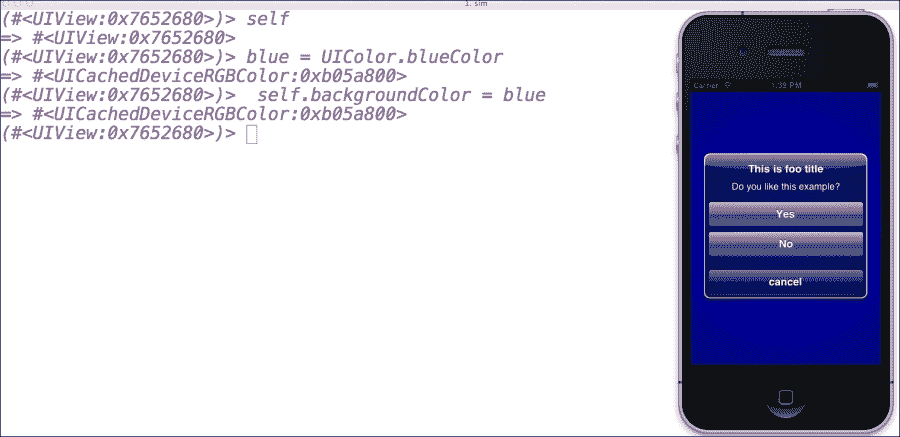 1. sim
(#<UIView:0x7652680>)> self
=> #<UIView:0x7652680>
(#<UIView:0x7652680>)> blue = UIColor.blueColor
=> #<UICachedDeviceRGBColor:0xb05a800>
(#<UIView:0x7652680>)>  self.backgroundColor = blue
=> #<UICachedDeviceRGBColor:0xb05a800>
(#<UIView:0x7652680>)>
Carrier 1:39 PM
This is foo title
Do you like this example?
Yes
No
cancel